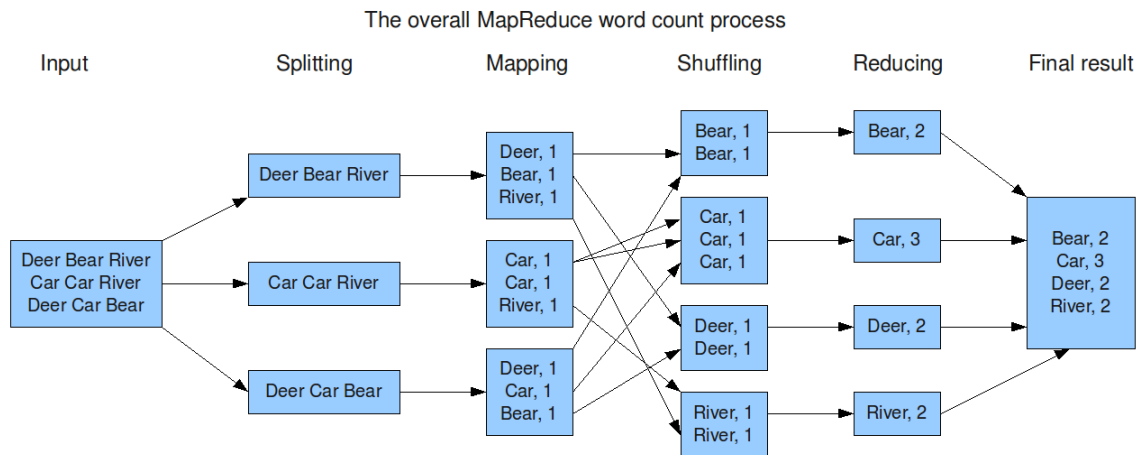 The overall MapReduce word count process
Input
Splitting
Mapping
Shuffling
Reducing
Final result
Deer Bear River
Car Car River
Deer Car Bear
Deer Bear River
Car Car River
Deer Car Bear
Deer, 1
Bear, 1
River, 1
Car, 1
Car, 1
River, 1
Deer, 1
Car, 1
Bear, 1
Bear, 1
Bear, 1
Car, 1
Car, 1
Car, 1
Deer, 1
Deer, 1
River, 1
River, 1
Bear, 2
Car, 3
Deer, 2
River, 2
Bear, 2
Car, 3
Deer, 2
River, 2